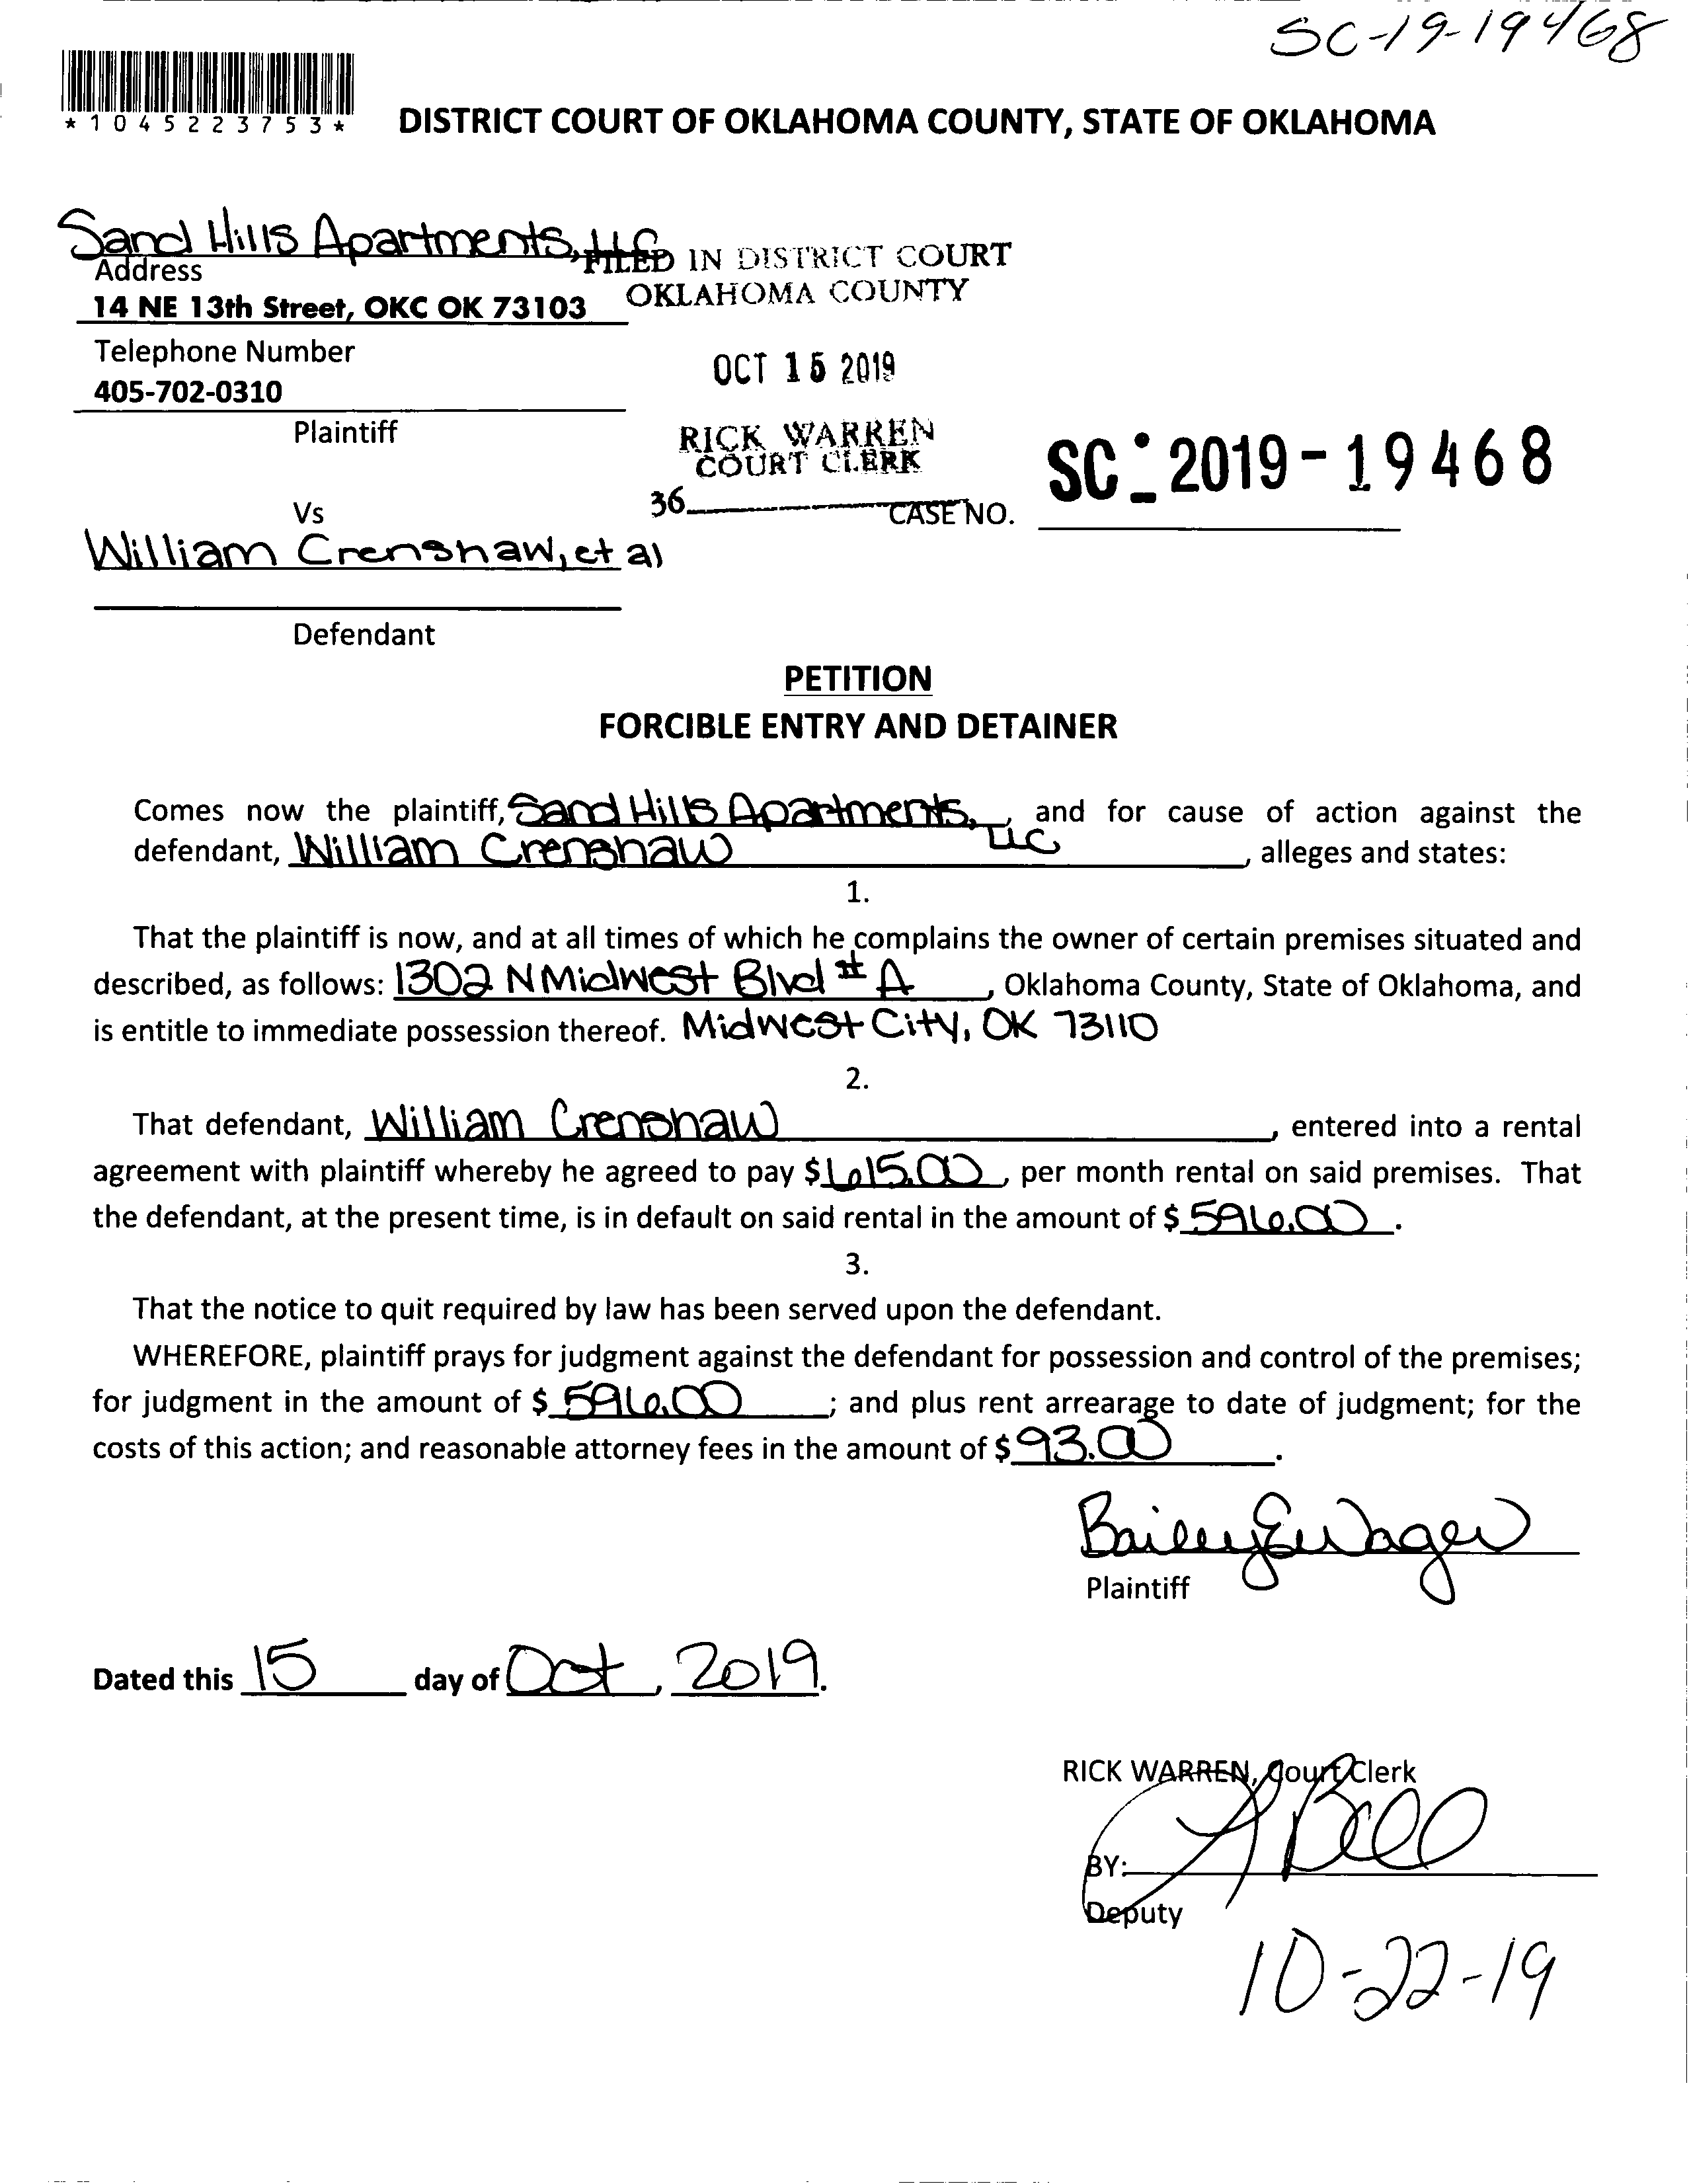 SC-19-19468
*1045223753*
DISTRICT COURT OF OKLAHOMA COUNTY, STATE OF OKLAHOMA
Sand Hills Apartments, LLC
FILED IN DISTRICT COURT
Address
OKLAHOMA COUNTY
14 NE 13th Street, OKC OK 73103
Telephone Number
OCT 15 2019
405-702-0310
Plaintiff
RICK WARREN
COURT CLERK
SC - 2019 - 19468
36
CASE NO.
Vs
William Crenshaw, et al
Defendant
PETITION
FORCIBLE ENTRY AND DETAINER
Comes now the plaintiff, Sand Hills Apartments, LLC, and for cause of action against the
defendant, William Crenshaw, alleges and states:
1.
That the plaintiff is now, and at all times of which he complains the owner of certain premises situated and
described, as follows: 1302 N Midwest Blvd # A, Oklahoma County, State of Oklahoma, and
is entitle to immediate possession thereof. Midwest City, OK 73110
2.
That defendant, William Crenshaw, entered into a rental
agreement with plaintiff whereby he agreed to pay $615.00, per month rental on said premises. That
the defendant, at the present time, is in default on said rental in the amount of $596.00.
3.
That the notice to quit required by law has been served upon the defendant.
WHEREFORE, plaintiff prays for judgment against the defendant for possession and control of the premises;
for judgment in the amount of $596.00; and plus rent arrearage to date of judgment; for the
costs of this action; and reasonable attorney fees in the amount of $93.00.
Bailey E Wager
Plaintiff
Dated this 15 day of Oct, 2019.
RICK WARREN, Court Clerk
BY: Bell
Deputy
10-22-19